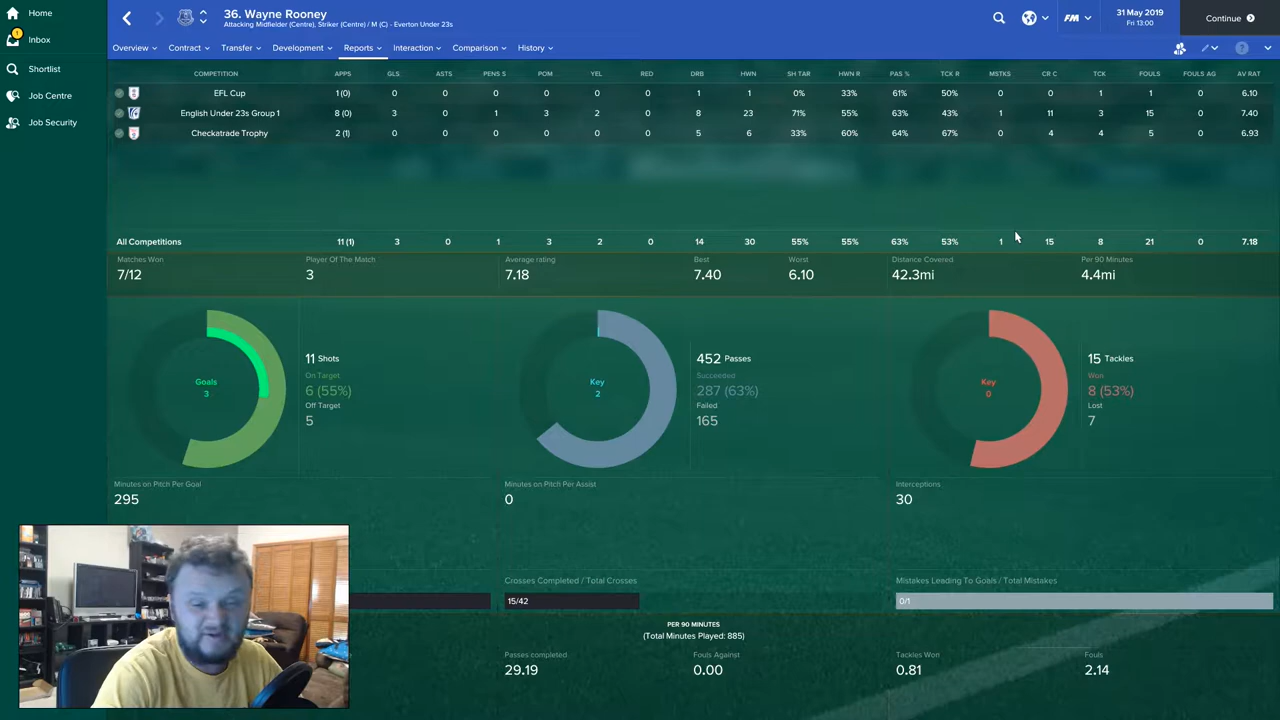 Home
1
Inbox
Shortlist
Job Centre
Job Security
36. Wayne Rooney
Attacking Midfielder (Centre), Striker (Centre) / M (C) - Everton Under 23s
FM
31 May 2019
Fri 13:00
Continue
Overview Contract Transfer Development Reports Interaction Comparison History
COMPETITION APPS GLS ASTS PENS S POM YEL RED DRB HWN SH TAR HWN R PAS % TCK R MSTKS CR C TCK FOULS FOULS AG AV RAT
EFL Cup 1 (0) 0 0 0 0 0 0 1 1 0% 33% 61% 50% 0 0 1 1 0 6.10
English Under 23s Group 1 8 (0) 3 0 1 3 2 0 8 23 71% 55% 63% 43% 1 11 3 15 0 7.40
Checkatrade Trophy 2 (1) 0 0 0 0 0 0 5 6 33% 60% 64% 67% 0 4 4 5 0 6.93
All Competitions 11 (1) 3 0 1 3 2 0 14 30 55% 55% 63% 53% 1 15 8 21 0 7.18
Matches Won Player Of The Match Average rating Best Worst Distance Covered Per 90 Minutes
7/12 3 7.18 7.40 6.10 42.3mi 4.4mi
Goals
3
11 Shots
On Target
6 (55%)
Off Target
5
Key
2
452 Passes
Succeeded
287 (63%)
Failed
165
Key
0
15 Tackles
Won
8 (53%)
Lost
7
Minutes on Pitch Per Goal Minutes on Pitch Per Assist Interceptions
295 0 30
Crosses Completed / Total Crosses Mistakes Leading To Goals / Total Mistakes
15/42 0/1
PER 90 MINUTES
(Total Minutes Played: 885)
Passes completed Fouls Against Tackles Won Fouls
29.19 0.00 0.81 2.14